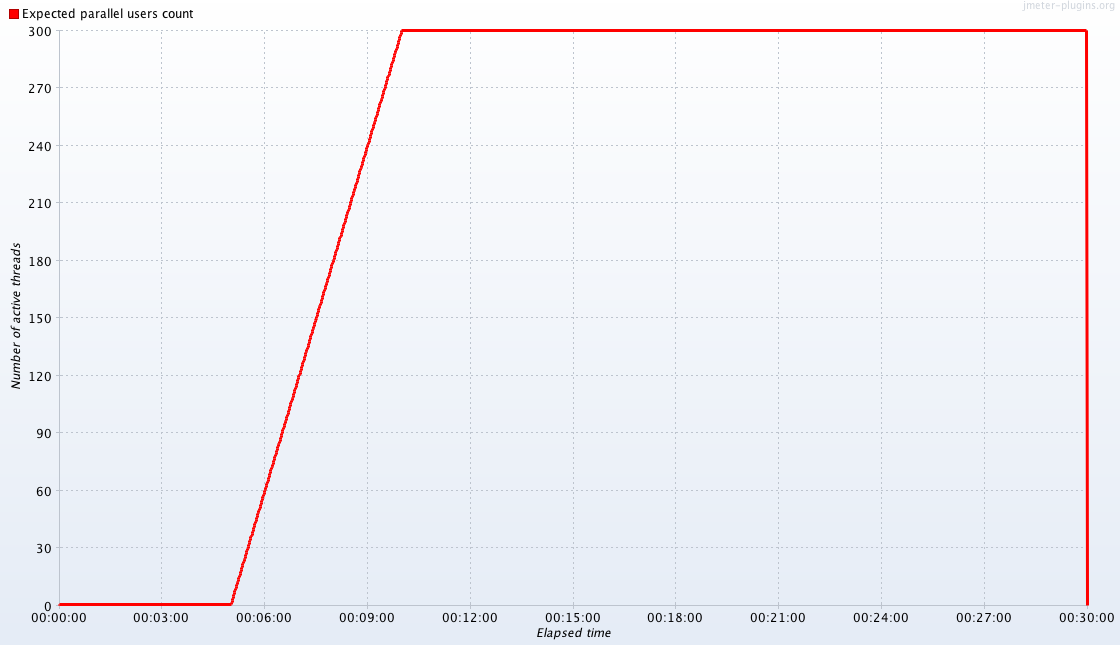 jmeter-plugins.org
Expected parallel users count
300
270
240
210
180
150
120
90
60
30
0
Number of active threads
00:00:00 00:03:00 00:06:00 00:09:00 00:12:00 00:15:00 00:18:00 00:21:00 00:24:00 00:27:00 00:30:00
Elapsed time